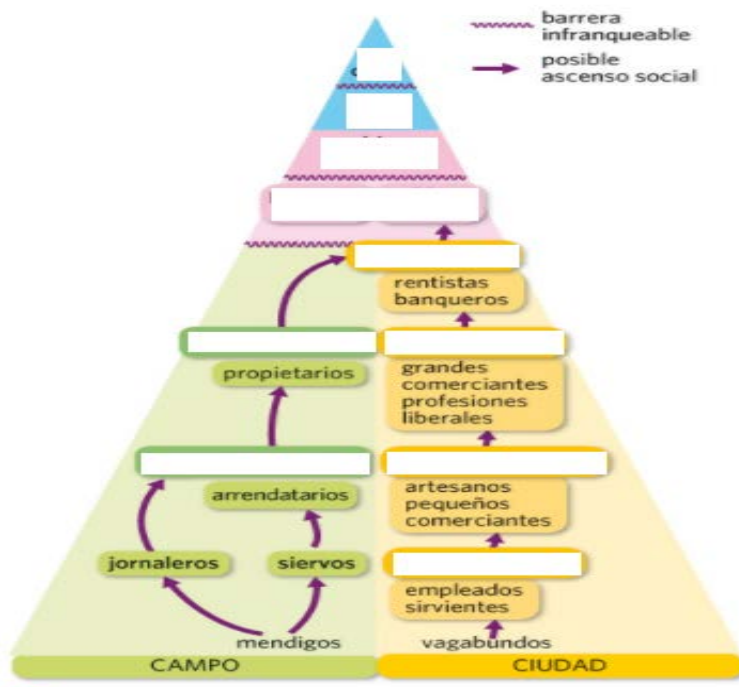 barrera
infranqueable
posible
ascenso social
rentistas
banqueros
propietarios
grandes
comerciantes
profesiones
liberales
arrendatarios
artesanos
pequeños
comerciantes
jornaleros
siervos
empleados
sirvientes
mendigos
vagabundos
CAMPO
CIUDAD